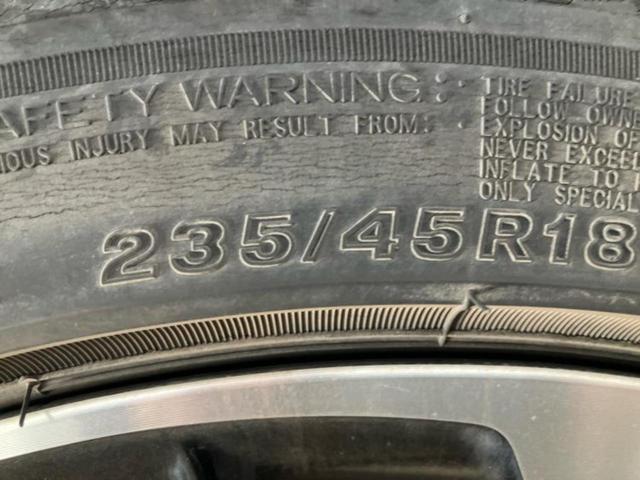 AFETY WARNING:
IOUS INJURY MAY RESULT FROM:
TIRE FAILURE
FOLLOW OWNE
EXPLOSION OF
NEVER EXCEE
INFLATE TO
ONLY SPECIAL
235/45R18